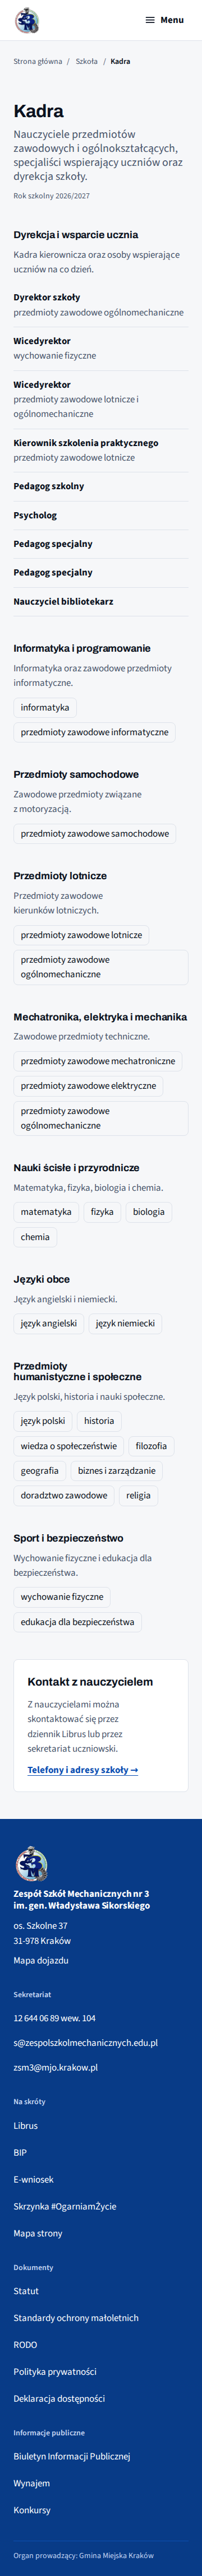 Menu
Strona główna / Szkoła / Kadra
Kadra
Nauczyciele przedmiotów
zawodowych i ogólnokształcących,
specjaliści wspierający uczniów oraz
dyrekcja szkoły.
Rok szkolny 2026/2027
Dyrekcja i wsparcie ucznia
Kadra kierownicza oraz osoby wspierające
uczniów na co dzień.
Dyrektor szkoły
przedmioty zawodowe ogólnomechaniczne
Wicedyrektor
wychowanie fizyczne
Wicedyrektor
przedmioty zawodowe lotnicze i
ogólnomechaniczne
Kierownik szkolenia praktycznego
przedmioty zawodowe lotnicze
Pedagog szkolny
Psycholog
Pedagog specjalny
Pedagog specjalny
Nauczyciel bibliotekarz
Informatyka i programowanie
Informatyka oraz zawodowe przedmioty
informatyczne.
informatyka
przedmioty zawodowe informatyczne
Przedmioty samochodowe
Zawodowe przedmioty związane
z motoryzacją.
przedmioty zawodowe samochodowe
Przedmioty lotnicze
Przedmioty zawodowe
kierunków lotniczych.
przedmioty zawodowe lotnicze
przedmioty zawodowe
ogólnomechaniczne
Mechatronika, elektryka i mechanika
Zawodowe przedmioty techniczne.
przedmioty zawodowe mechatroniczne
przedmioty zawodowe elektryczne
przedmioty zawodowe
ogólnomechaniczne
Nauki ścisłe i przyrodnicze
Matematyka, fizyka, biologia i chemia.
matematyka fizyka biologia
chemia
Języki obce
Język angielski i niemiecki.
język angielski język niemiecki
Przedmioty
humanistyczne i społeczne
Język polski, historia i nauki społeczne.
język polski historia
wiedza o społeczeństwie filozofia
geografia biznes i zarządzanie
doradztwo zawodowe religia
Sport i bezpieczeństwo
Wychowanie fizyczne i edukacja dla
bezpieczeństwa.
wychowanie fizyczne
edukacja dla bezpieczeństwa
Kontakt z nauczycielem
Z nauczycielami można
skontaktować się przez
dziennik Librus lub przez
sekretariat uczniowski.
Telefony i adresy szkoły →
Zespół Szkół Mechanicznych nr 3
im. gen. Władysława Sikorskiego
os. Szkolne 37
31-978 Kraków
Mapa dojazdu
Sekretariat
12 644 06 89 wew. 104
s@zespolszkolmechanicznych.edu.pl
zsm3@mjo.krakow.pl
Na skróty
Librus
BIP
E-wniosek
Skrzynka #OgarniamŻycie
Mapa strony
Dokumenty
Statut
Standardy ochrony małoletnich
RODO
Polityka prywatności
Deklaracja dostępności
Informacje publiczne
Biuletyn Informacji Publicznej
Wynajem
Konkursy
Organ prowadzący: Gmina Miejska Kraków